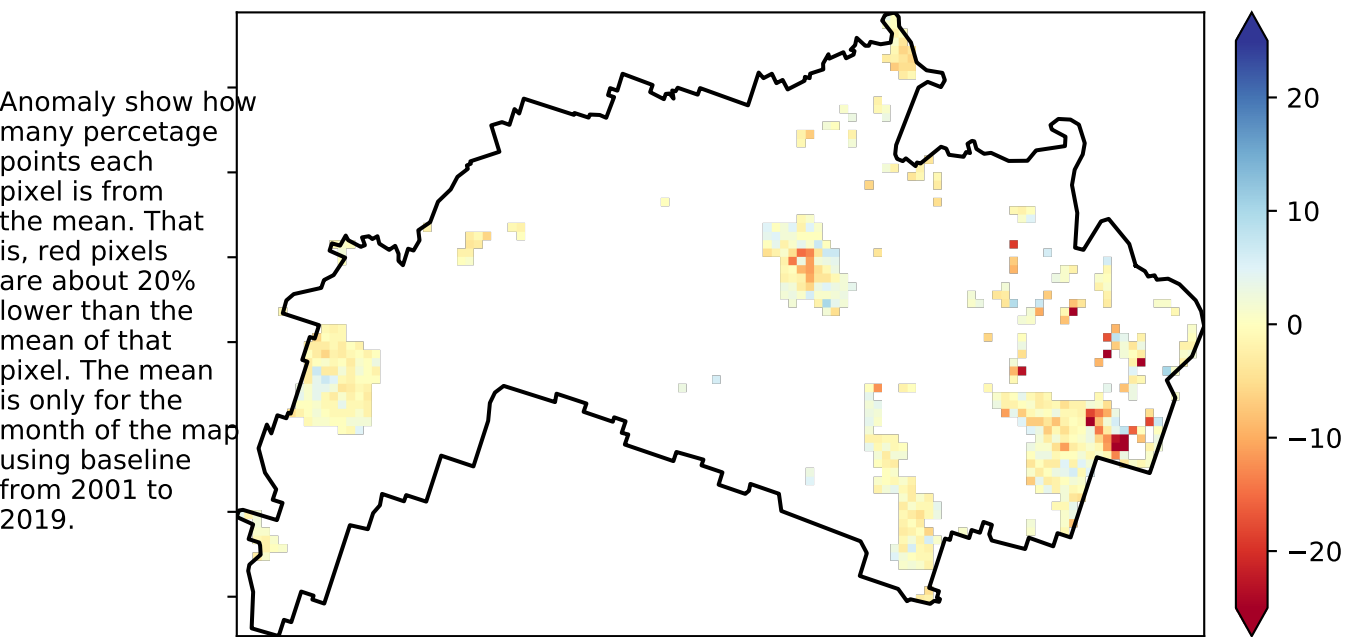 Anomaly show how
many percetage
points each
pixel is from
the mean. That
is, red pixels
are about 20%
lower than the
mean of that
pixel. The mean
is only for the
month of the map
using baseline
from 2001 to
2019.
20
10
0
−10
−20